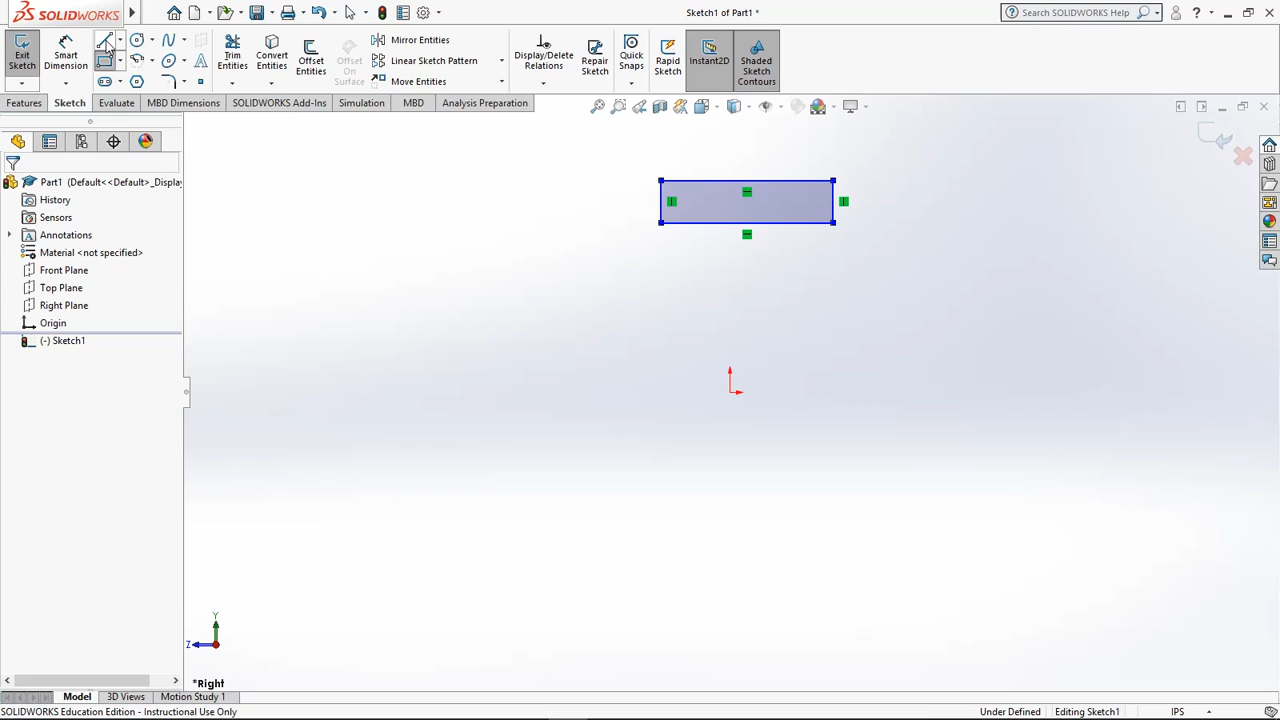 SOLIDWORKS
Sketch1 of Part1 *
Search SOLIDWORKS Help
?
Exit Sketch
Smart Dimension
Trim Entities
Convert Entities
Offset Entities
Offset On Surface
Mirror Entities
Linear Sketch Pattern
Move Entities
Display/Delete Relations
Repair Sketch
Quick Snaps
Rapid Sketch
Instant2D
Shaded Sketch Contours
Features
Sketch
Evaluate
MBD Dimensions
SOLIDWORKS Add-Ins
Simulation
MBD
Analysis Preparation
Part1 (Default<<Default>_Displa
History
Sensors
Annotations
Material <not specified>
Front Plane
Top Plane
Right Plane
Origin
(-) Sketch1
Y
Z
*Right
Model
3D Views
Motion Study 1
SOLIDWORKS Education Edition - Instructional Use Only
Under Defined
Editing Sketch1
IPS